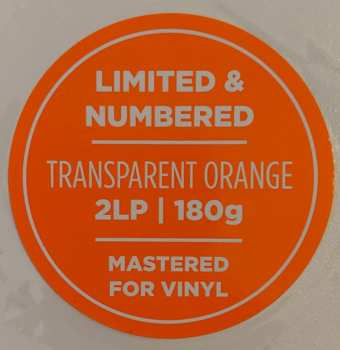 LIMITED &
NUMBERED
TRANSPARENT ORANGE
2LP | 180g
MASTERED
FOR VINYL